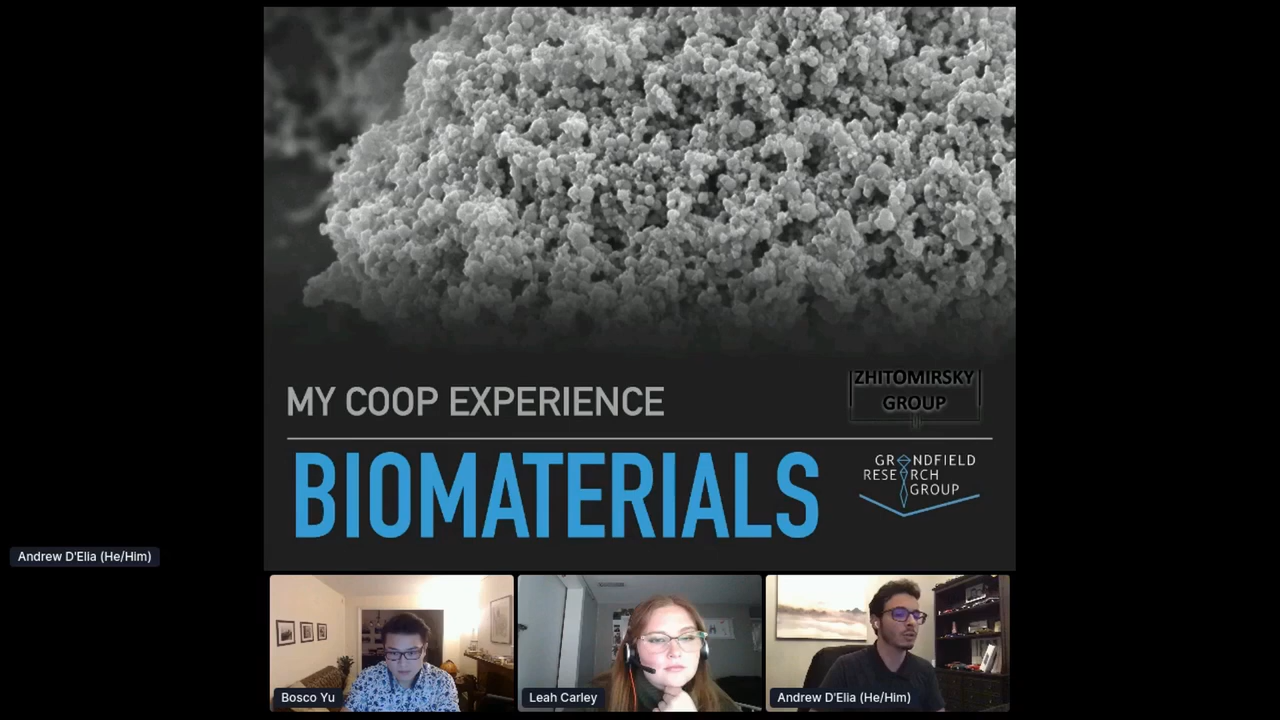 MY COOP EXPERIENCE
ZHITOMIRSKY
GROUP
BIOMATERIALS
GRANDFIELD
RESEARCH
GROUP
Andrew D'Elia (He/Him)
Bosco Yu
Leah Carley
Andrew D'Elia (He/Him)